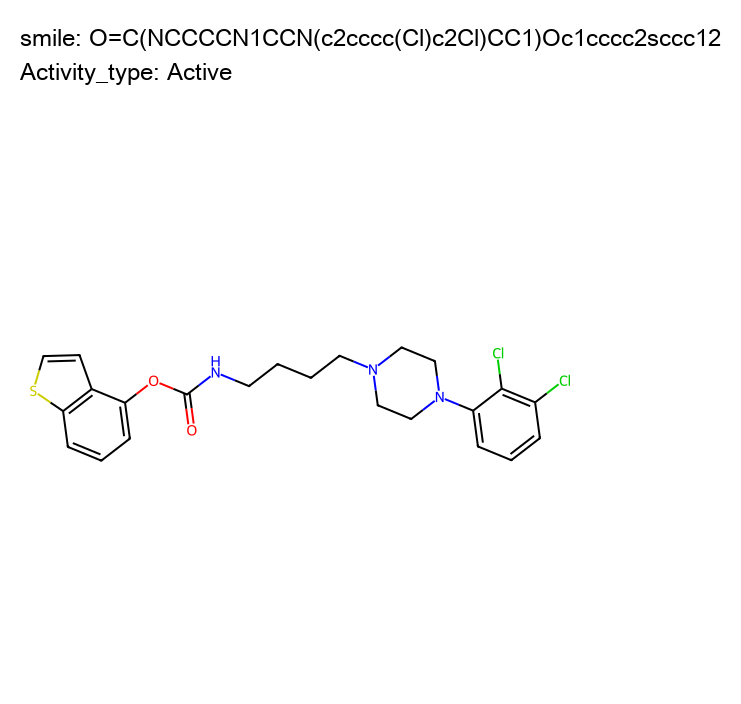 smile: O=C(NCCCCN1CCN(c2cccc(Cl)c2Cl)CC1)Oc1cccc2sccc12
Activity_type: Active
Cl
Cl
H
N
N
O
S
N
O